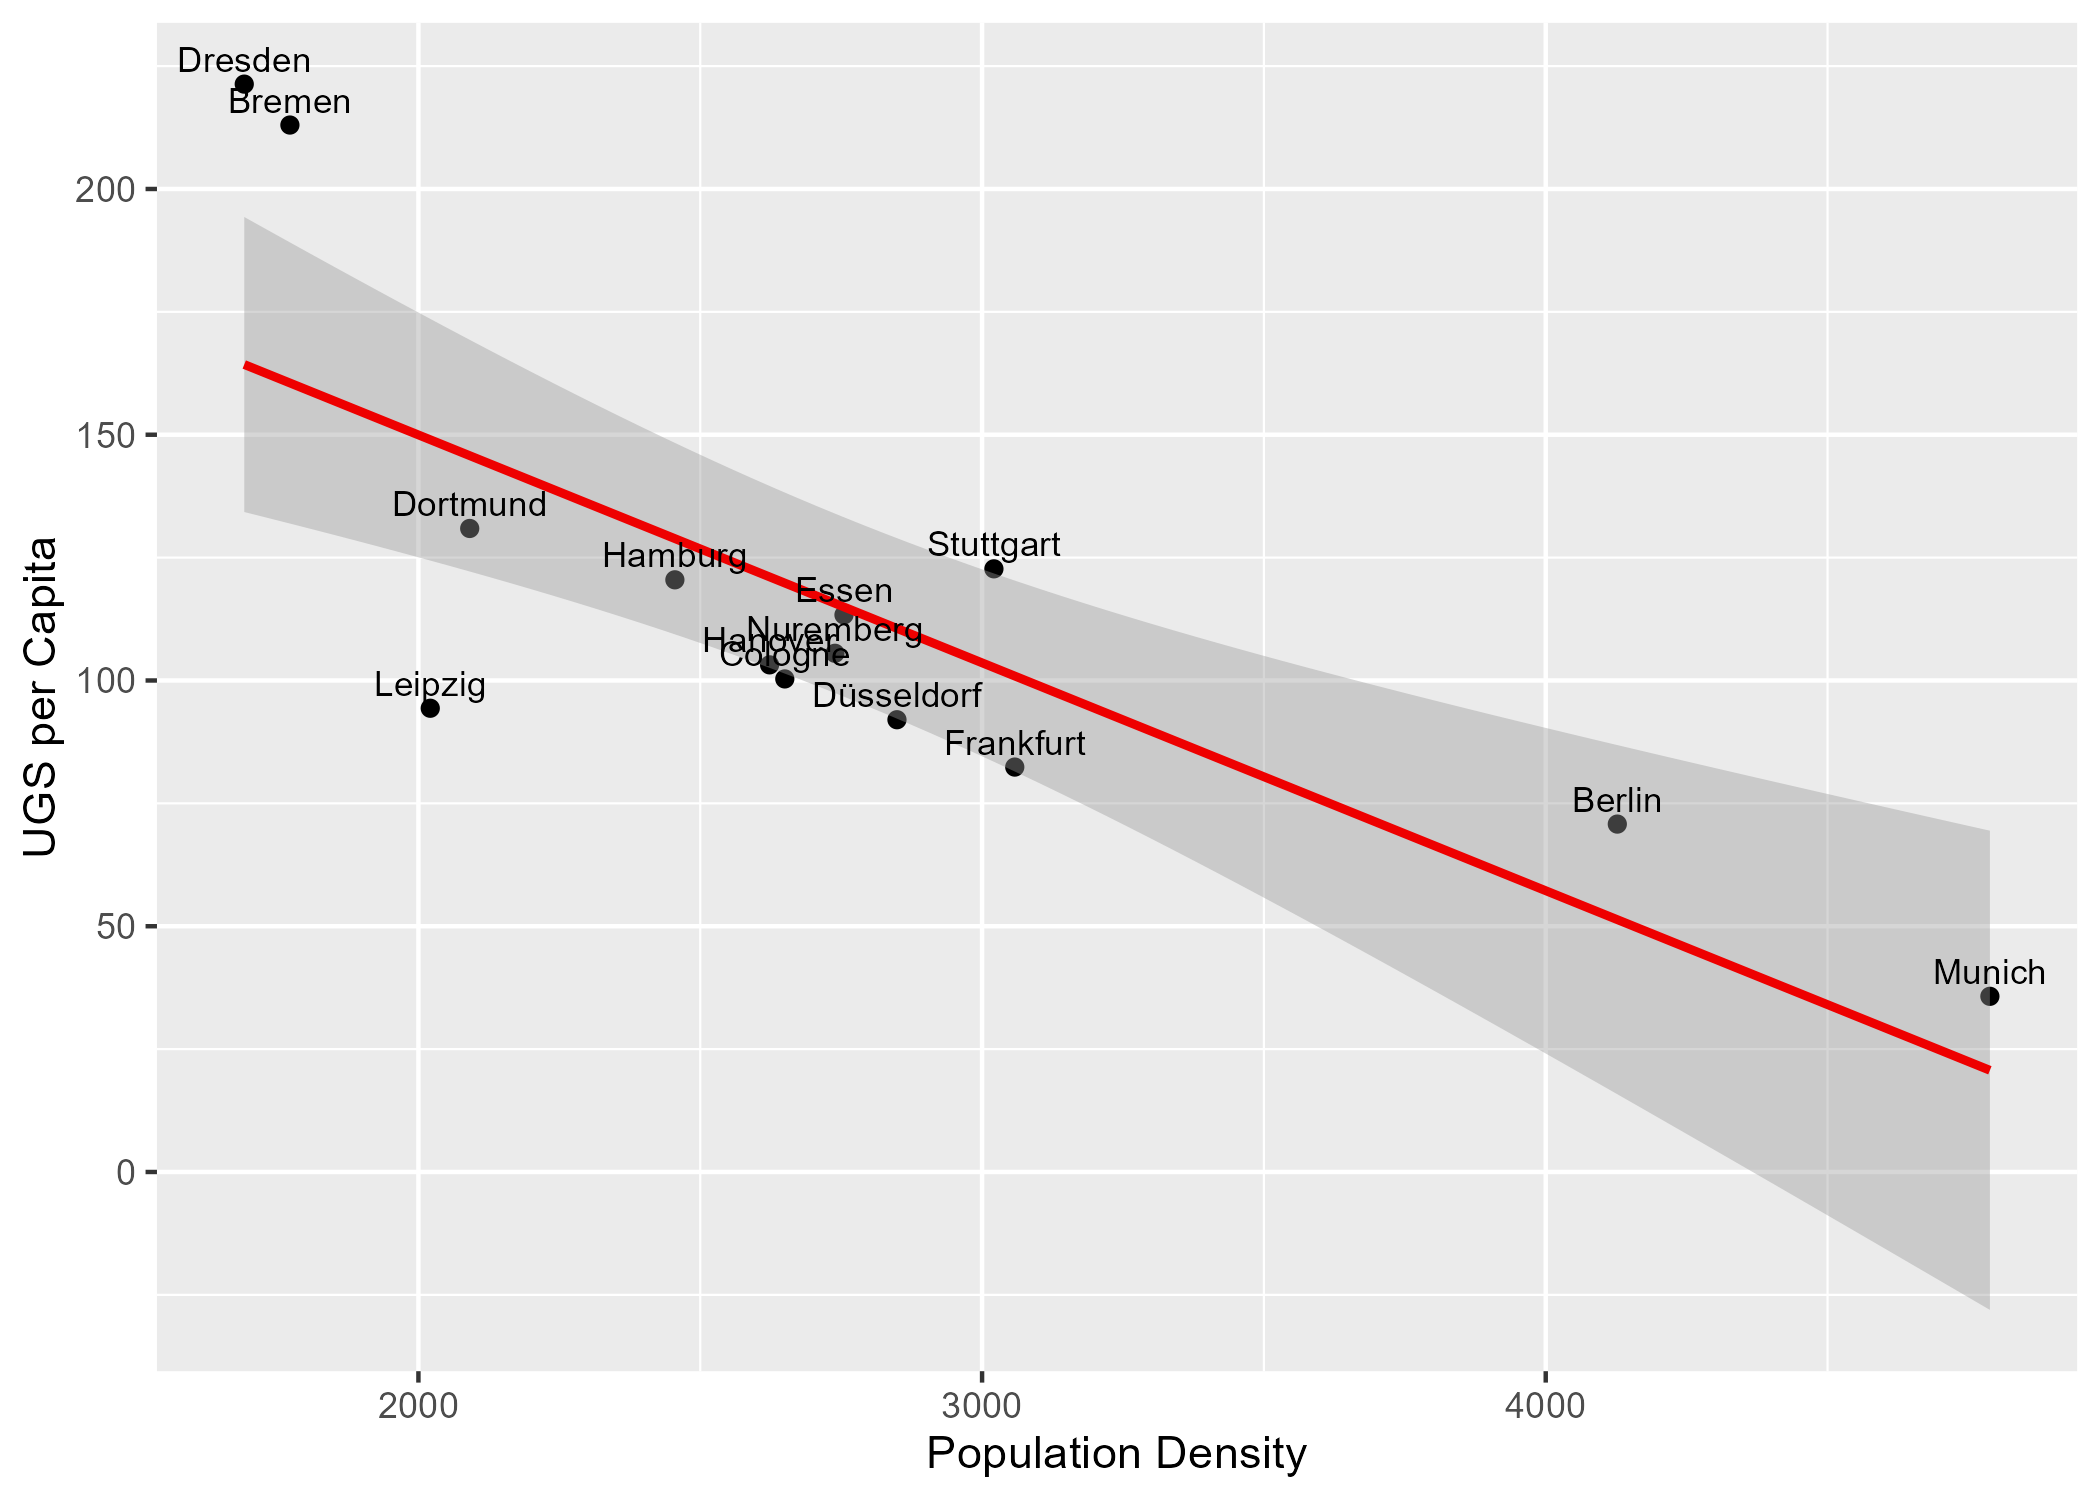 Dresden
Bremen
200
150
Dortmund
Stuttgart
Hamburg
Essen
Nuremberg
Hanover
Cologne
100
Leipzig
Düsseldorf
Frankfurt
Berlin
50
Munich
0
UGS per Capita
2000 3000 4000
Population Density